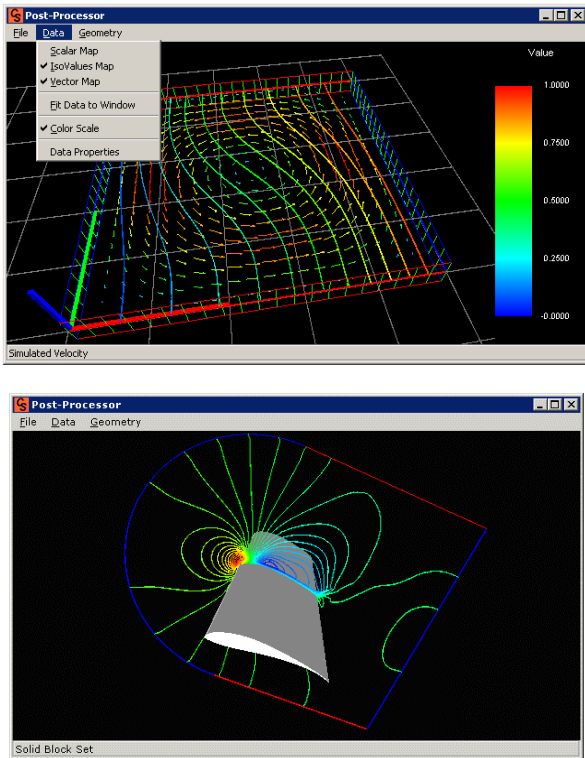 Post-Processor
File Data Geometry
Scalar Map
IsoValues Map
Vector Map
Fit Data to Window
Color Scale
Data Properties
Value
1.0000
0.7500
0.5000
0.2500
-0.0000
Simulated Velocity
Post-Processor
File Data Geometry
Solid Block Set